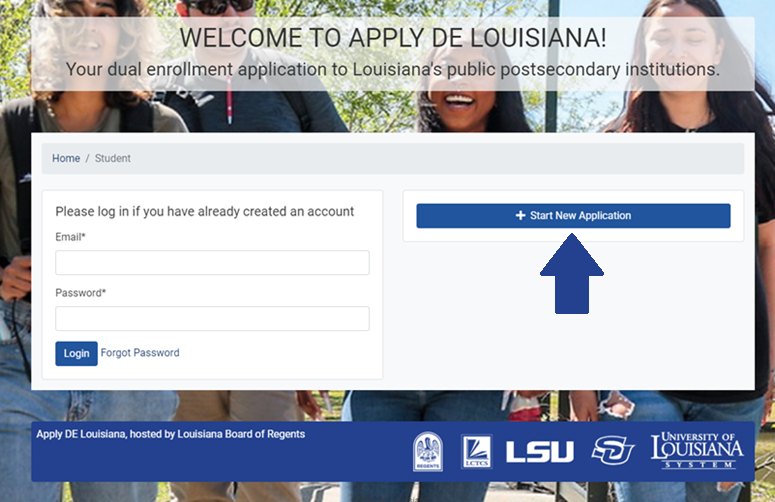 WELCOME TO APPLY DE LOUISIANA!
Your dual enrollment application to Louisiana's public postsecondary institutions.
Home / Student
Please log in if you have already created an account
Email*
Password*
Login Forgot Password
+ Start New Application
Apply DE Louisiana, hosted by Louisiana Board of Regents
REGENTS
LCTCS
LSU
SU
UNIVERSITY OF
LOUISIANA
SYSTEM